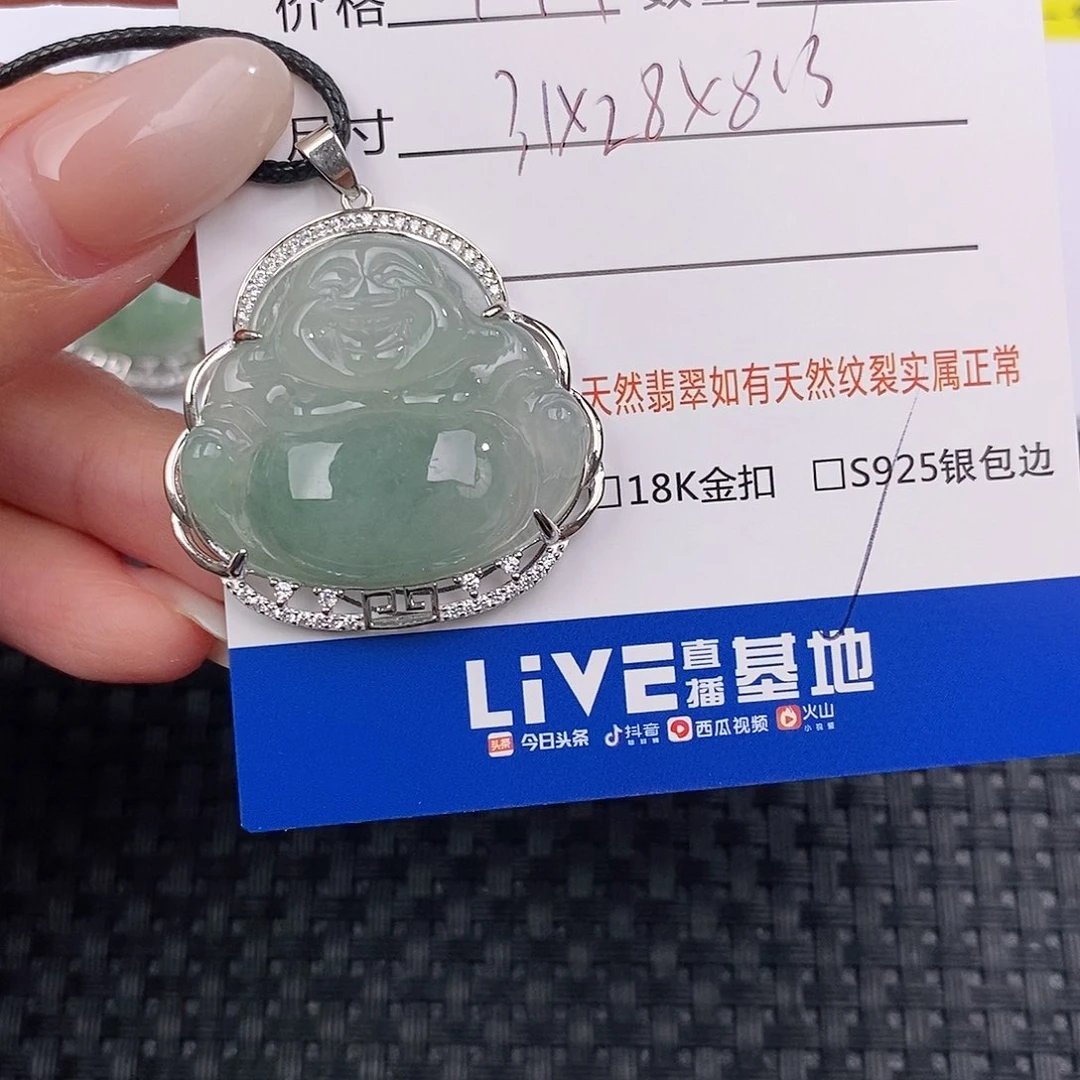 价格
尺寸 31X28X8.3
天然翡翠如有天然纹裂实属正常
□18K金扣 □S925银包边
LiVE直播基地
头条 今日头条 抖音 西瓜视频 火山